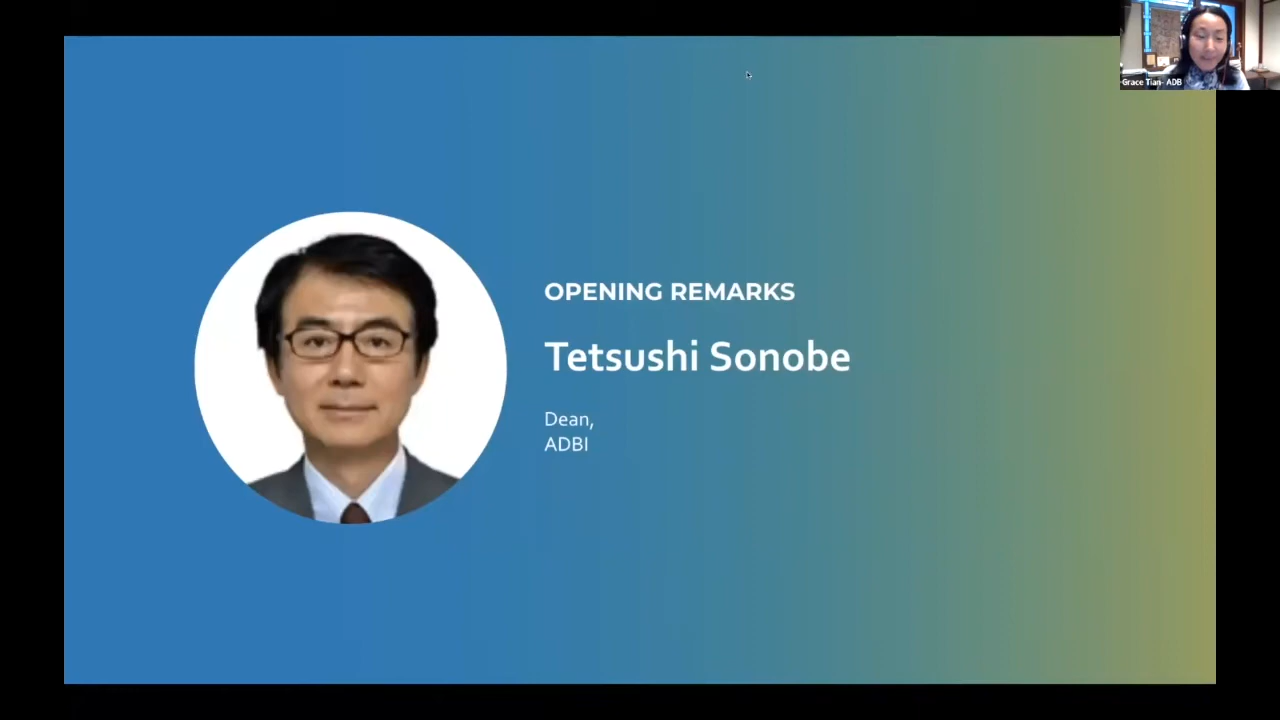 OPENING REMARKS
Tetsushi Sonobe
Dean,
ADBI
Grace Tian- ADB